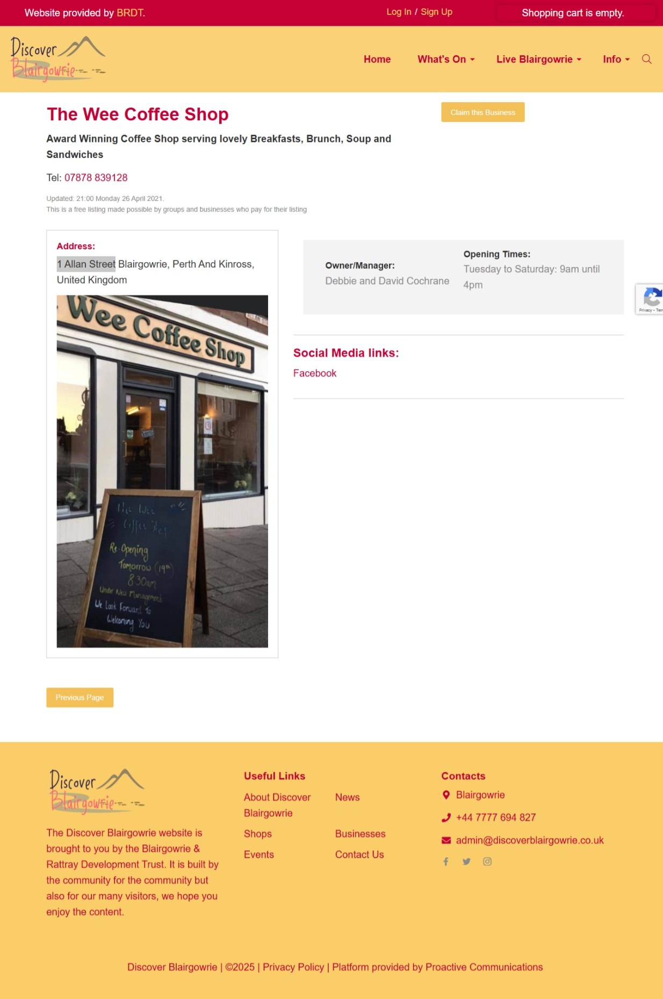 Website provided by BRDT.
Log In / Sign Up
Shopping cart is empty.
Discover
Blairgowrie
Home
What's On
Live Blairgowrie
Info
The Wee Coffee Shop
Claim this Business
Award Winning Coffee Shop serving lovely Breakfasts, Brunch, Soup and
Sandwiches
Tel: 07878 839128
Updated: 21:00 Monday 26 April 2021.
This is a free listing made possible by groups and businesses who pay for their listing
Address:
1 Allan Street Blairgowrie, Perth And Kinross,
United Kingdom
Wee Coffee Shop
The Wee
Coffee Shop
Re-Opening
Tomorrow (19th)
8.30am
Under New Management
We Look Forward To
Welcoming You
Owner/Manager:
Debbie and David Cochrane
Opening Times:
Tuesday to Saturday: 9am until
4pm
Privacy - Ter
Social Media links:
Facebook
Previous Page
Discover
Blairgowrie
The Discover Blairgowrie website is
brought to you by the Blairgowrie &
Rattray Development Trust. It is built by
the community for the community but
also for our many visitors, we hope you
enjoy the content.
Useful Links
About Discover
Blairgowrie
News
Shops
Businesses
Events
Contact Us
Contacts
Blairgowrie
+44 7777 694 827
admin@discoverblairgowrie.co.uk
Discover Blairgowrie | ©2025 | Privacy Policy | Platform provided by Proactive Communications